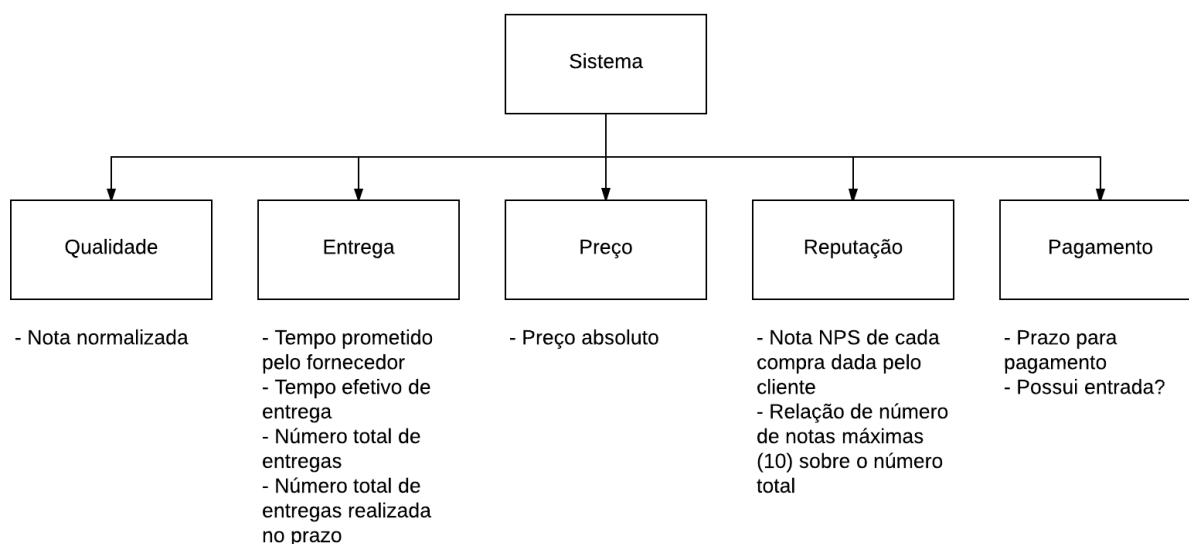 Sistema
Qualidade
Entrega
Preço
Reputação
Pagamento
- Nota normalizada
- Tempo prometido
pelo fornecedor
- Tempo efetivo de
entrega
- Número total de
entregas
- Número total de
entregas realizada
no prazo
- Preço absoluto
- Nota NPS de cada
compra dada pelo
cliente
- Relação de número
de notas máximas
(10) sobre o número
total
- Prazo para
pagamento
- Possui entrada?